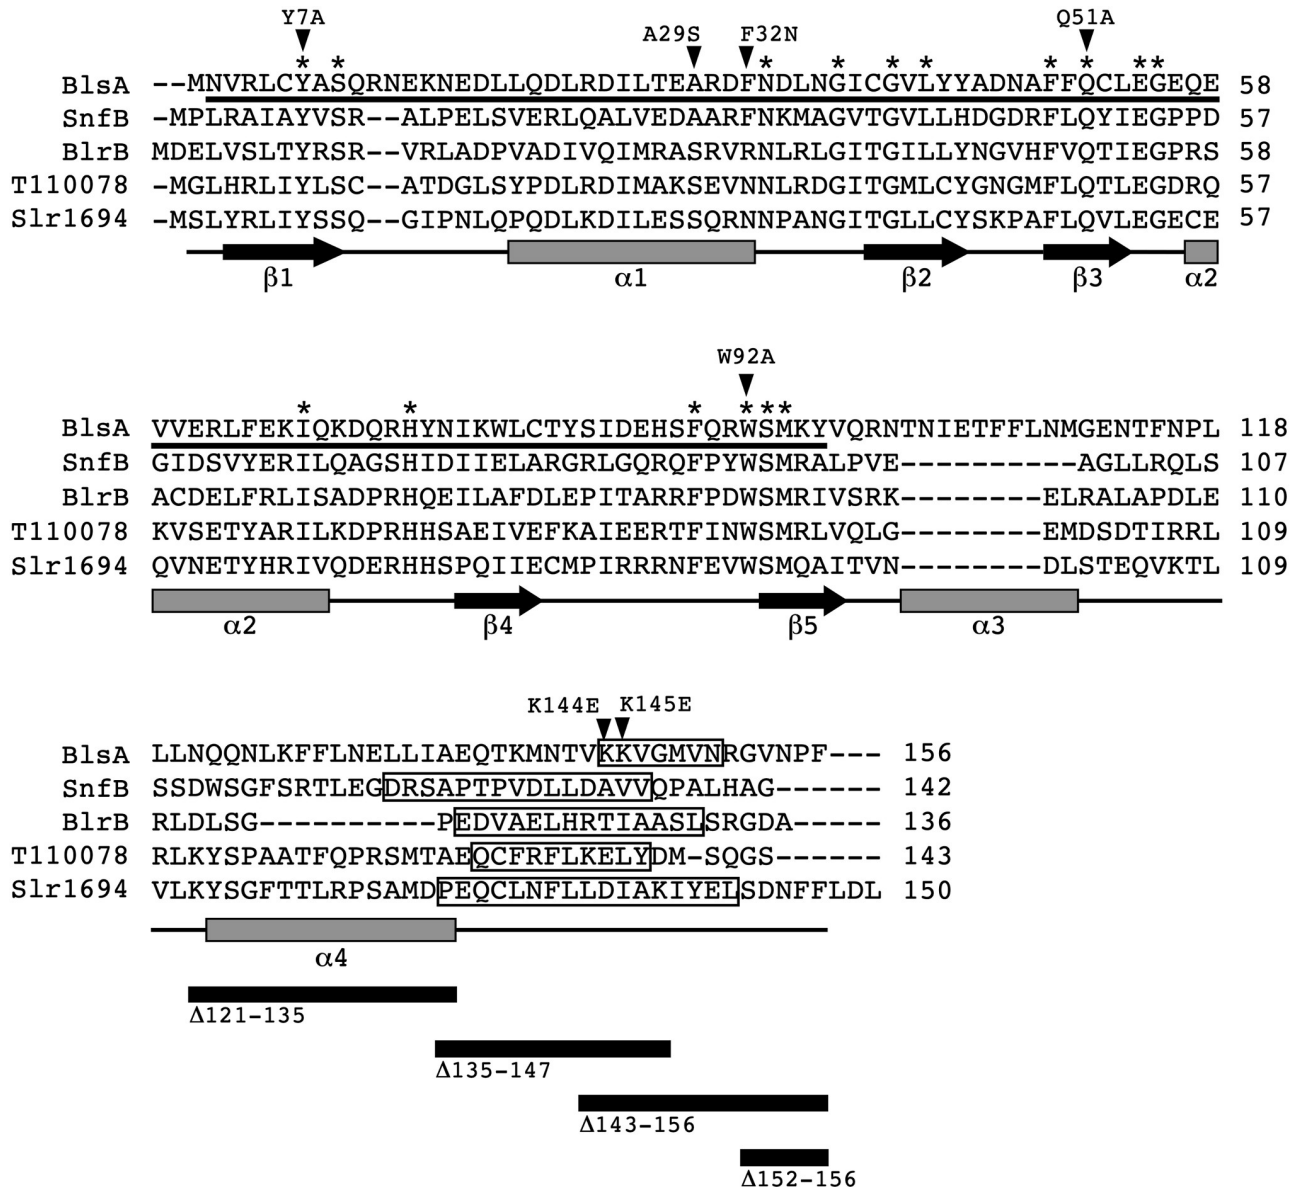 Y7A A29S F32N Q51A
* * * * * * * * * **
BlsA --MNVRLCYASQRNEKNEDLLQDLRDILTEARDFNDLNGICGVLYYADNAFFQCLEGEQE 58
SnfB -MPLRAIAYVSR--ALPELSVERLQALVEDAARFNKMAGVTGVLLHDGDRFLQYIEGPPD 57
BlrB MDELVSLTYRSR--VRLADPVADIVQIMRASRVRNLRLGITGILLYNGVHFVQTIEGPRS 58
T110078 -MGLHRLIYLSC--ATDGLSYPDLRDIMAKSEVNNLRDGITGMLCYGNGMFLQTLEGDRQ 57
Slr1694 -MSLYRLIYSSQ--GIPNLQPQDLKDILESSQRNNPANGITGLLCYSKPAFLQVLEGECE 57
β1 α1 β2 β3 α2
W92A
* * * ***
BlsA VVERLFEKIQKDQRHYNIKWLCTYSIDEHSFQRWSMKYVQRNTNIETFFLNMGENTFNPL 118
SnfB GIDSVYERILQAGSHIDIIELARGRLGQRQFPYWSMRALPVE----------AGLLRQLS 107
BlrB ACDELFRLISADPRHQEILAFDLEPITARRFPDWSMRIVSRK--------ELRALAPDLE 110
T110078 KVSETYARILKDPRHHSAEIVEFKAIEERTFINWSMRLVQLG--------EMDSDTIRRL 109
Slr1694 QVNETYHRIVQDERHHSPQIIECMPIRRRNFEVWSMQAITVN--------DLSTEQVKTL 109
α2 β4 β5 α3
K144E K145E
BlsA LLNQQNLKFFLNELLIAEQTKMNTVKKVGMVNRGVNPF--- 156
SnfB SSDWSGFSRTLEGDRSAPTPVDLLDAVVQPALHAG------ 142
BlrB RLDLSG----------PEDVAELHRTIAASLSRGDA----- 136
T110078 RLKYSPAATFQPRSMTAEQCFRFLKELYDM-SQGS------ 143
Slr1694 VLKYSGFTTLRPSAMDPEQCLNFLLDIAKIYELSDNFFLDL 150
α4
Δ121-135
Δ135-147
Δ143-156
Δ152-156